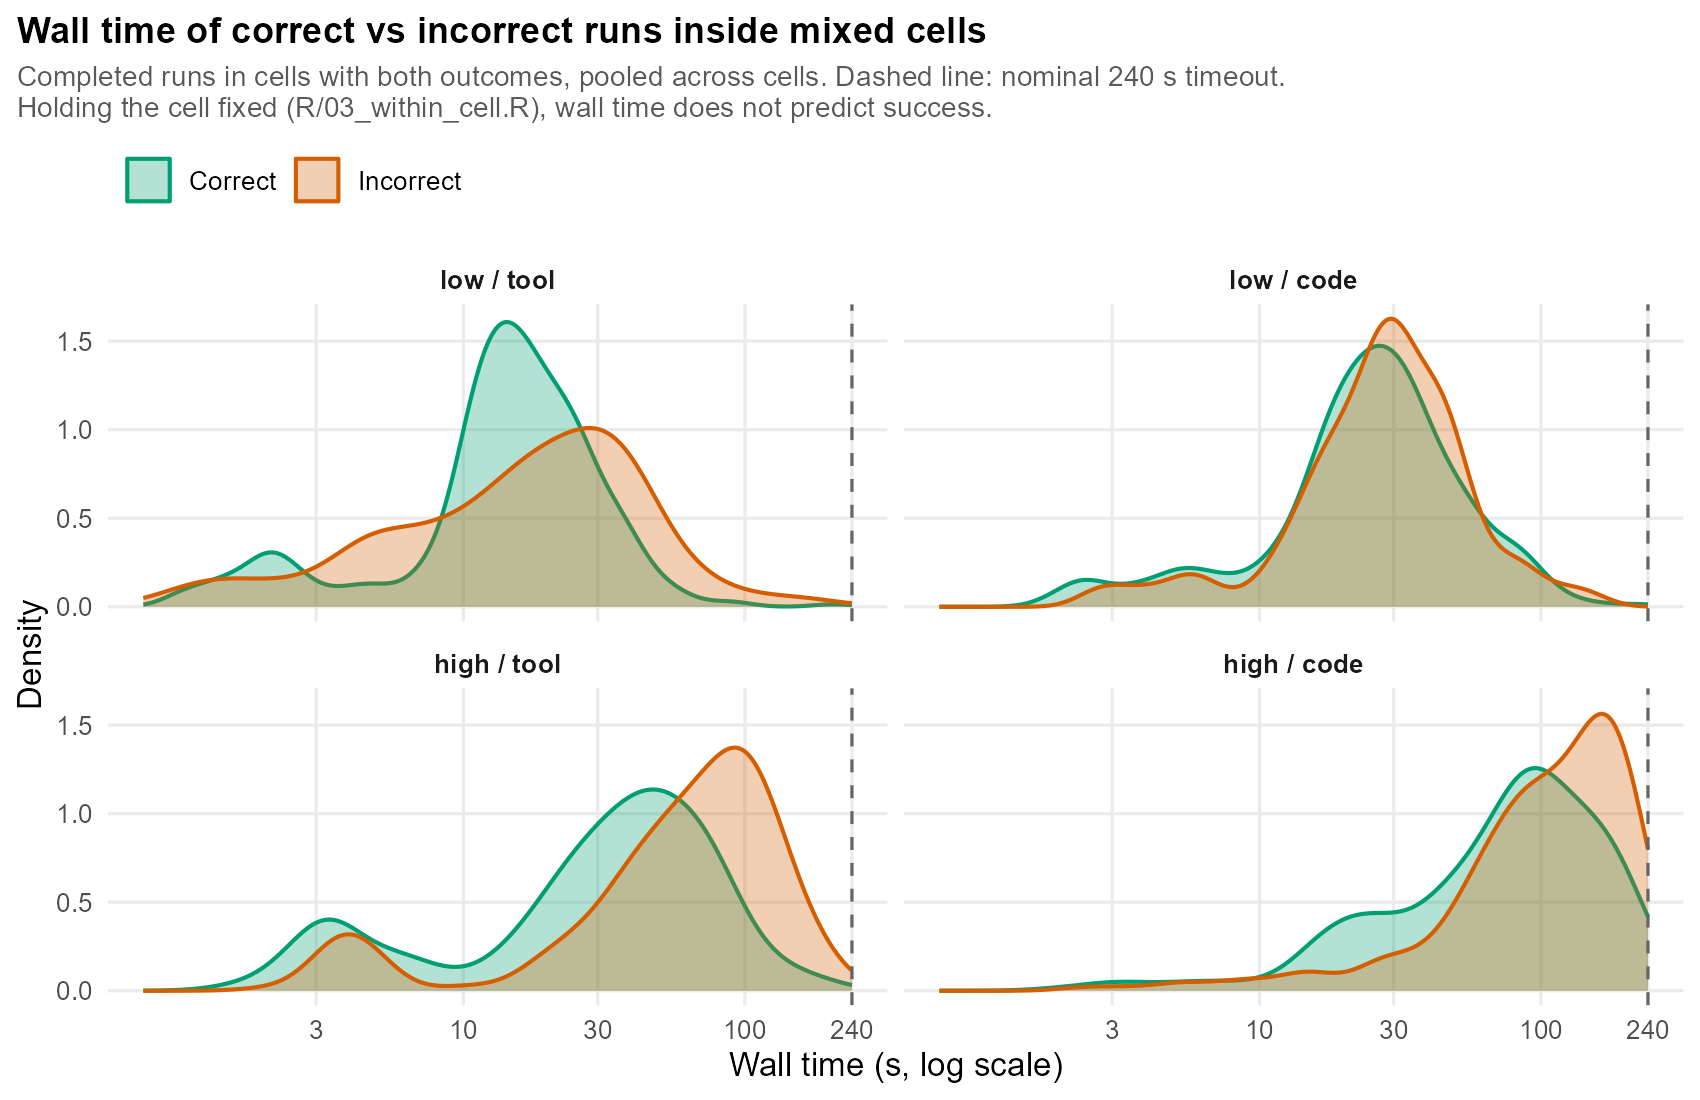 Wall time of correct vs incorrect runs inside mixed cells
Completed runs in cells with both outcomes, pooled across cells. Dashed line: nominal 240 s timeout.
Holding the cell fixed (R/03_within_cell.R), wall time does not predict success.
Correct Incorrect
low / tool
low / code
1.5
1.0
0.5
0.0
high / tool
high / code
1.5
1.0
0.5
0.0
Density
3 10 30 100 240
3 10 30 100 240
Wall time (s, log scale)